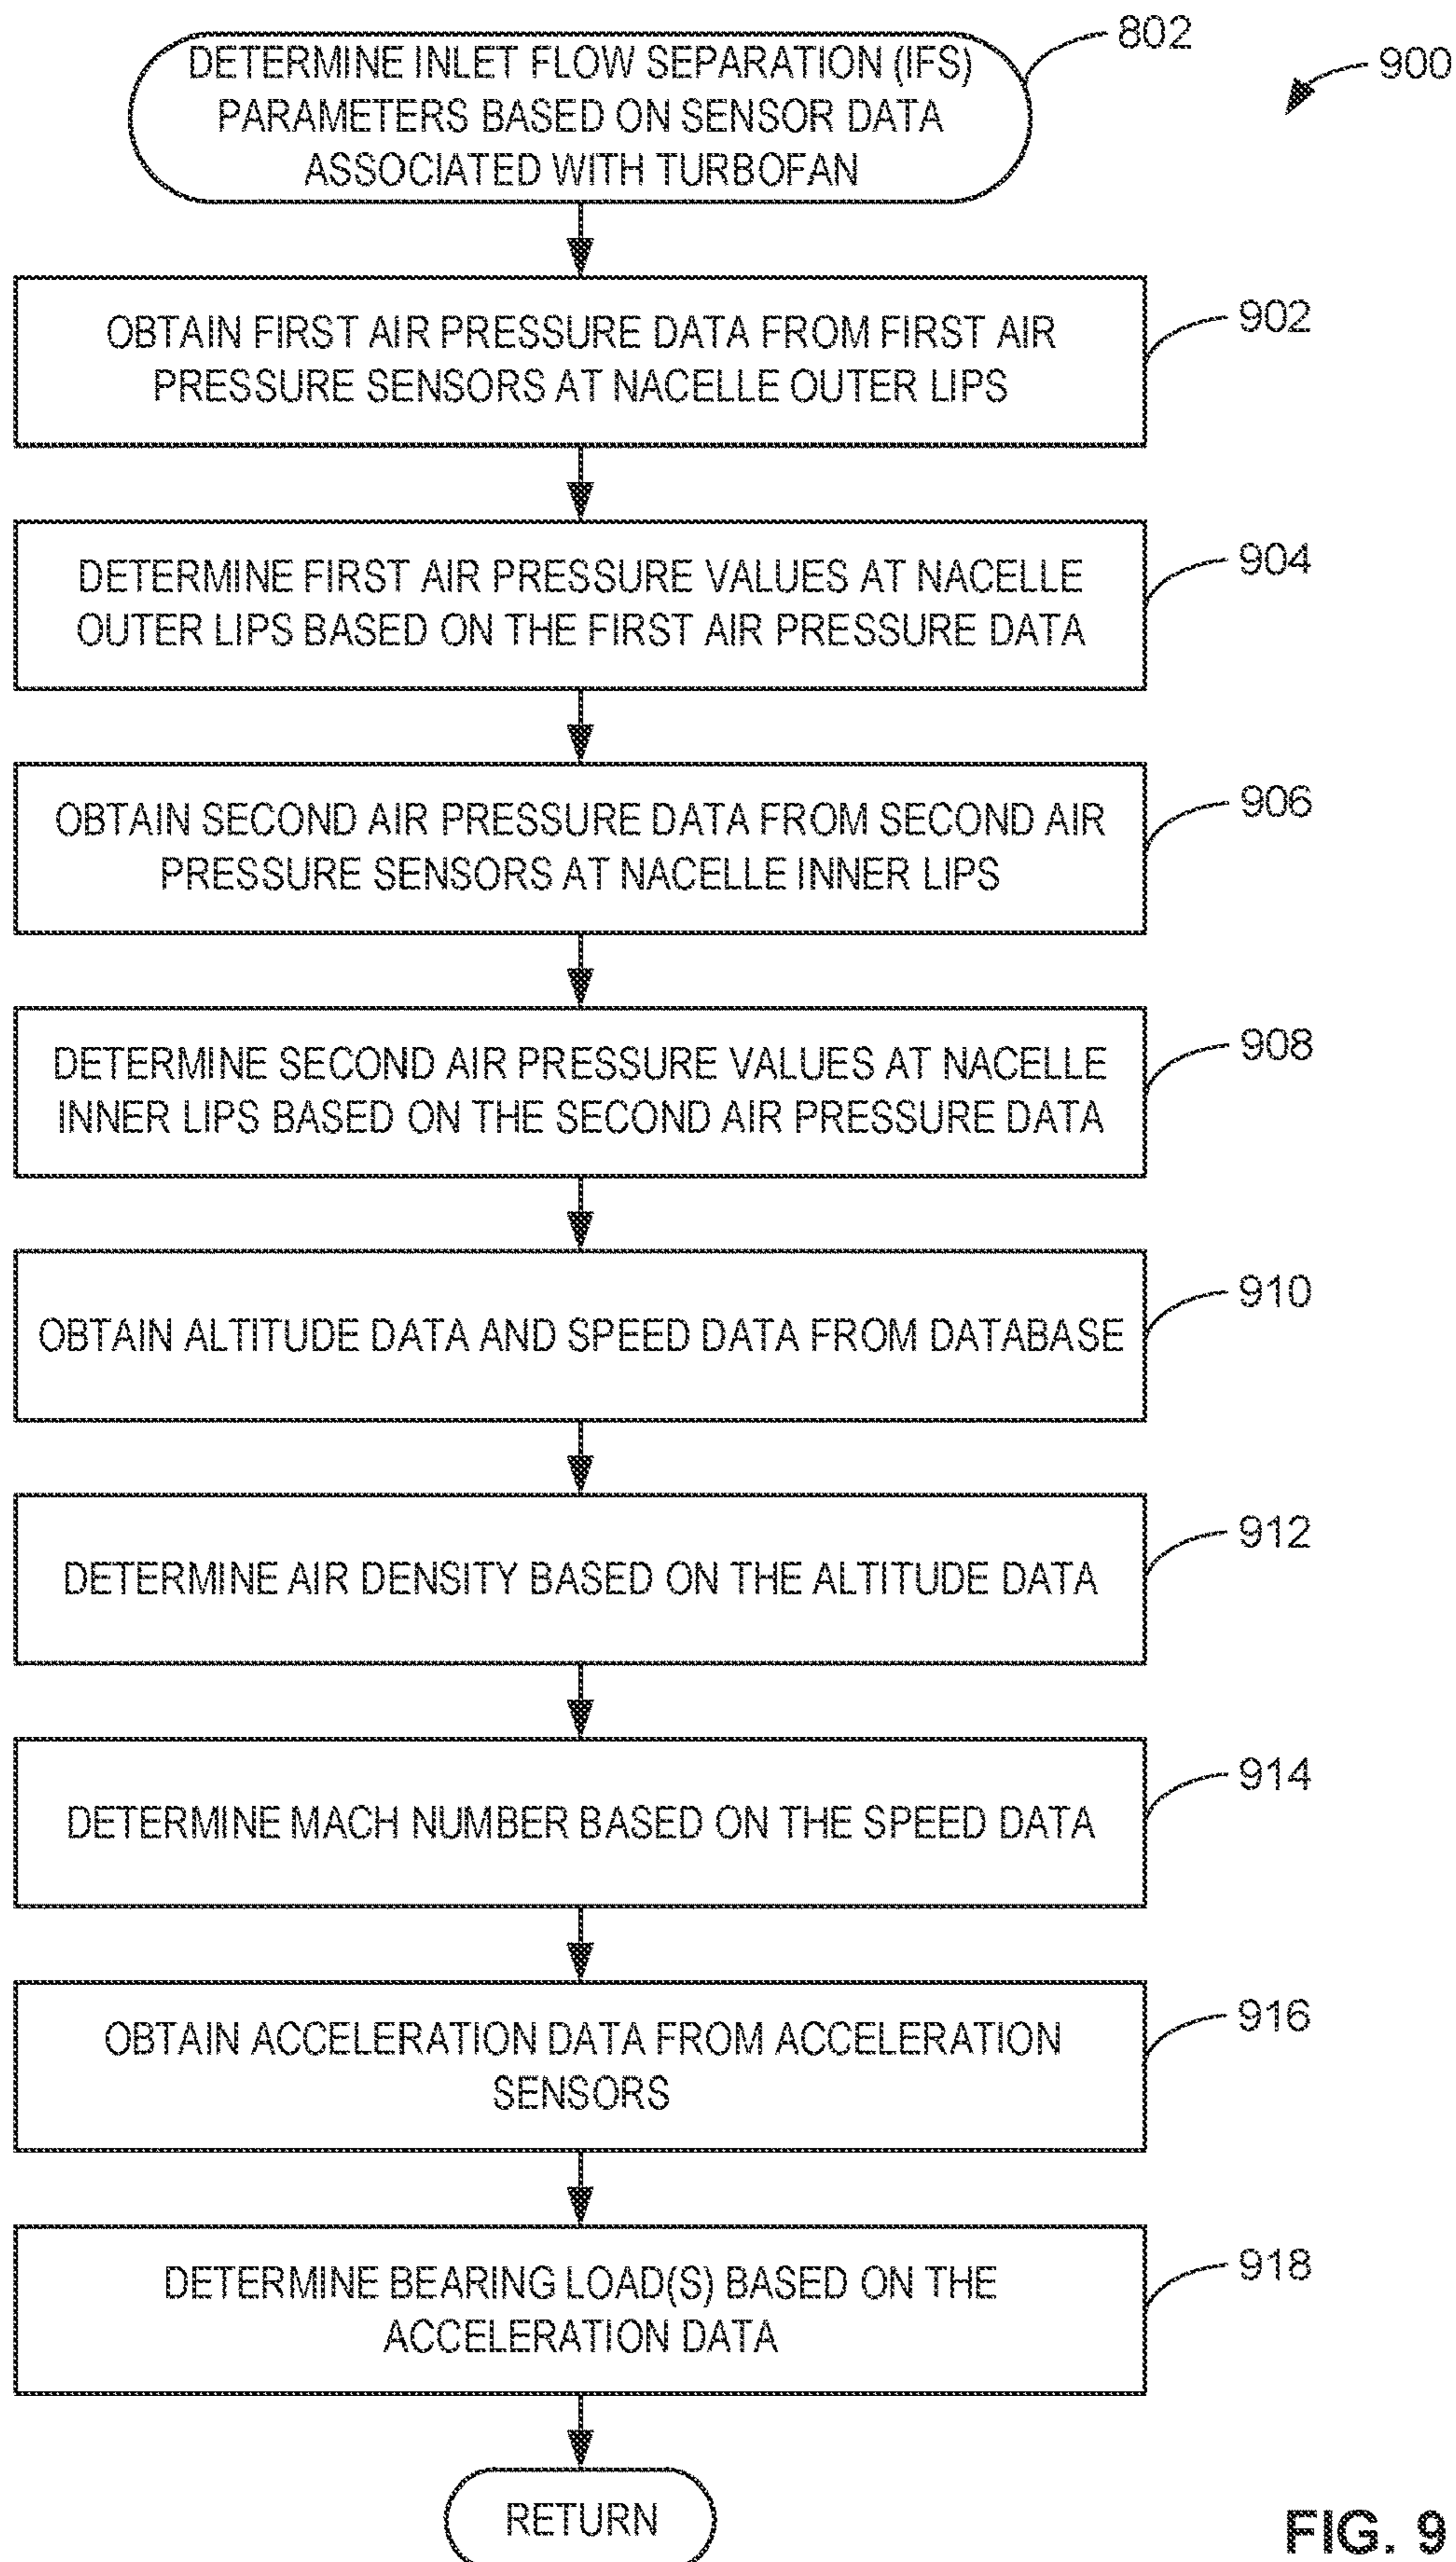 802
900
DETERMINE INLET FLOW SEPARATION (IFS)
PARAMETERS BASED ON SENSOR DATA
ASSOCIATED WITH TURBOFAN
902
OBTAIN FIRST AIR PRESSURE DATA FROM FIRST AIR
PRESSURE SENSORS AT NACELLE OUTER LIPS
904
DETERMINE FIRST AIR PRESSURE VALUES AT NACELLE
OUTER LIPS BASED ON THE FIRST AIR PRESSURE DATA
906
OBTAIN SECOND AIR PRESSURE DATA FROM SECOND AIR
PRESSURE SENSORS AT NACELLE INNER LIPS
908
DETERMINE SECOND AIR PRESSURE VALUES AT NACELLE
INNER LIPS BASED ON THE SECOND AIR PRESSURE DATA
910
OBTAIN ALTITUDE DATA AND SPEED DATA FROM DATABASE
912
DETERMINE AIR DENSITY BASED ON THE ALTITUDE DATA
914
DETERMINE MACH NUMBER BASED ON THE SPEED DATA
916
OBTAIN ACCELERATION DATA FROM ACCELERATION
SENSORS
918
DETERMINE BEARING LOAD(S) BASED ON THE
ACCELERATION DATA
RETURN
FIG. 9